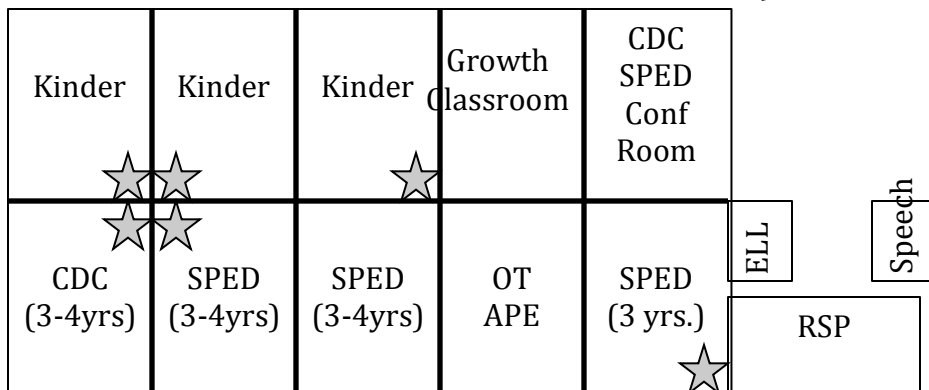 Kinder
Kinder
Kinder
Growth
Classroom
CDC
SPED
Conf
Room
CDC
(3-4yrs)
SPED
(3-4yrs)
SPED
(3-4yrs)
OT
APE
SPED
(3 yrs.)
ELL
Speech
RSP